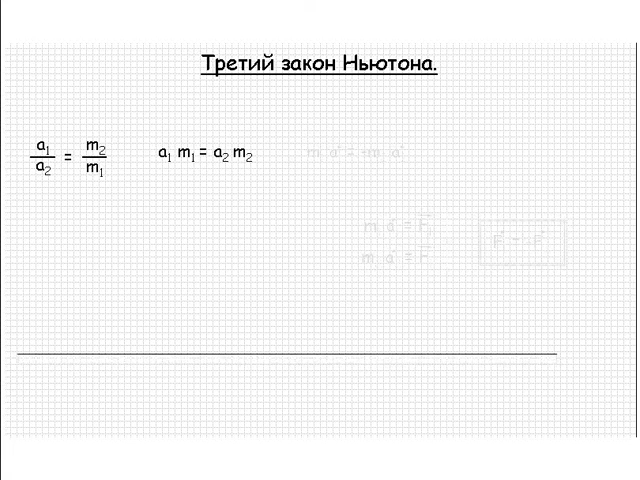 Третий закон Ньютона.
a₁/a₂ = m₂/m₁
a₁ m₁ = a₂ m₂
m a = -m a
m a = F
m a = F